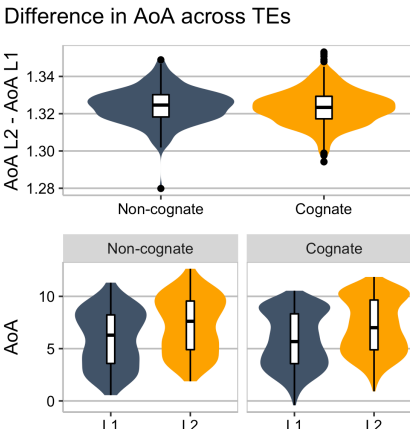 Difference in AoA across TEs
AoA L2 - AoA L1
1.34
1.32
1.30
1.28
Non-cognate Cognate
Non-cognate Cognate
AoA
10
5
0
L1 L2 L1 L2